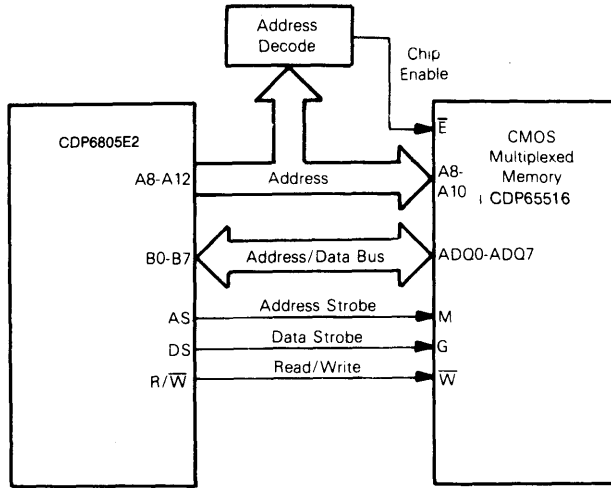 Address
Decode
Chip
Enable
CDP6805E2
E̅
CMOS
Multiplexed
Memory
CDP65516
A8-A12
Address
A8-
A10
B0-B7
Address/Data Bus
ADQ0-ADQ7
AS
Address Strobe
M
DS
Data Strobe
G
R/W̅
Read/Write
W̅